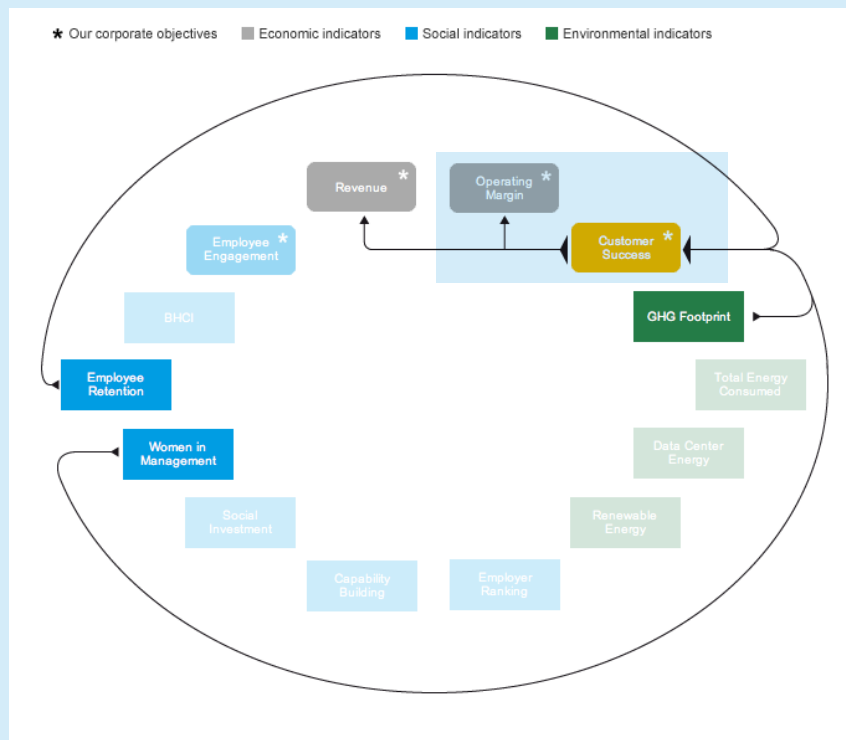 * Our corporate objectives
Economic indicators
Social indicators
Environmental indicators
Revenue *
Operating *
Margin
Employee *
Engagement
Customer *
Success
BHCI
GHG Footprint
Employee
Retention
Total Energy
Consumed
Women in
Management
Data Center
Energy
Social
Investment
Renewable
Energy
Capability
Building
Employer
Ranking